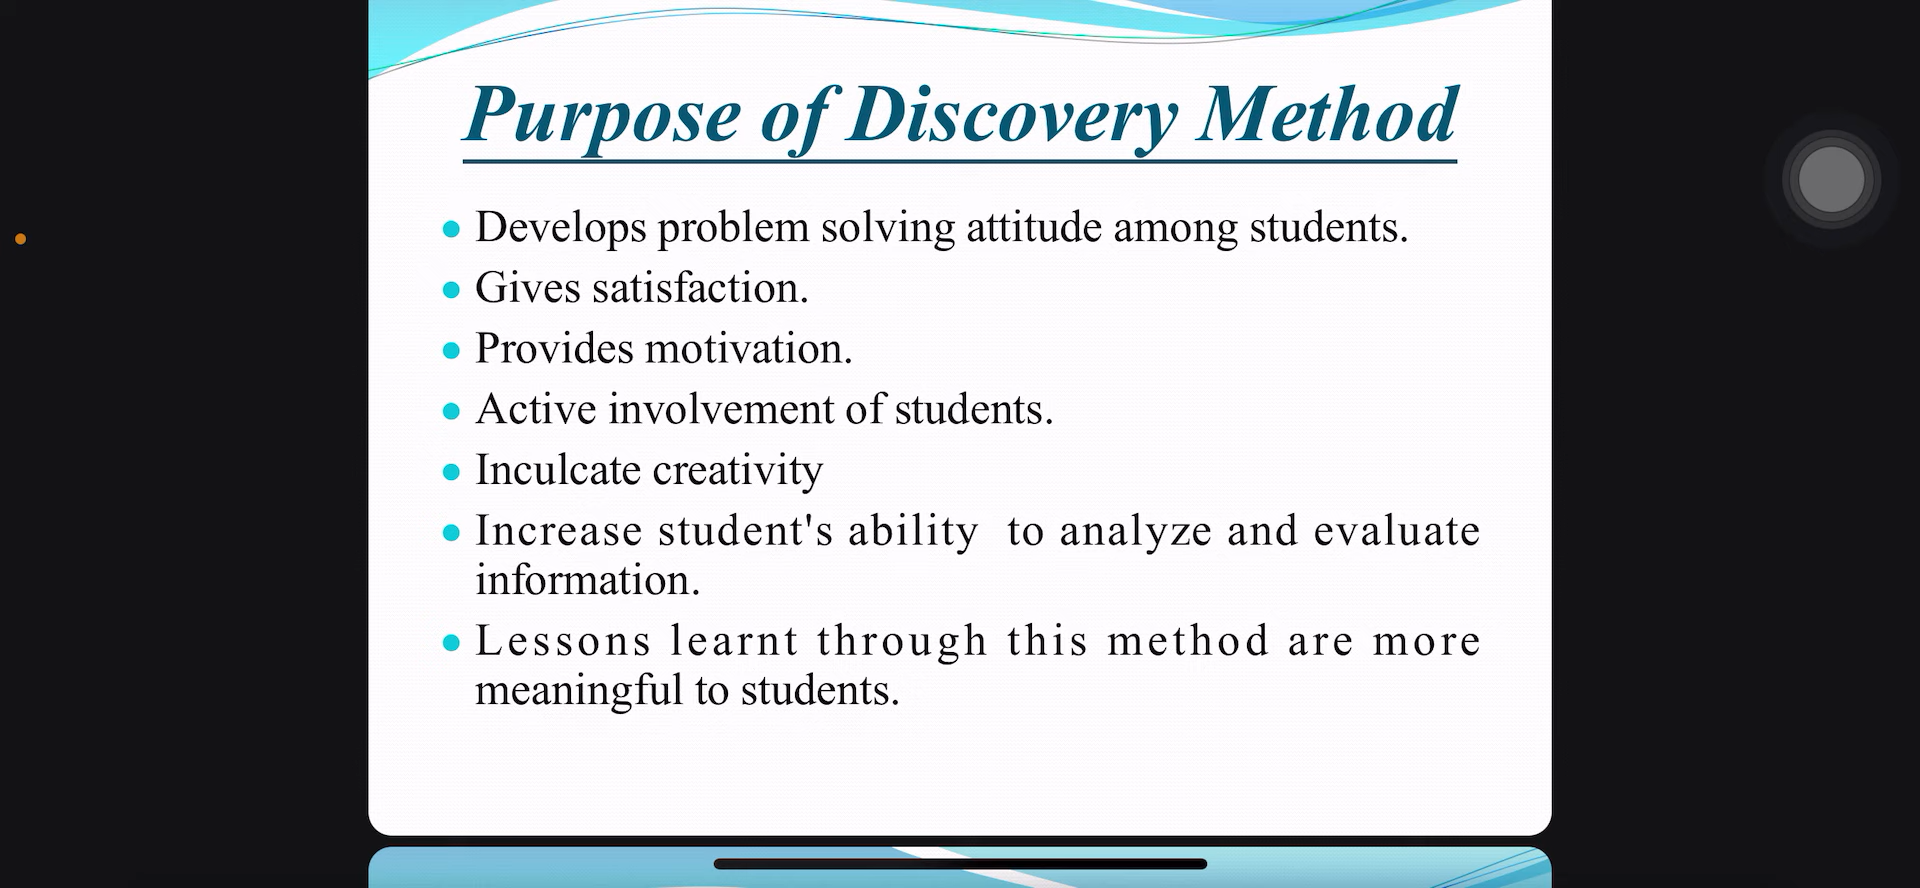 Purpose of Discovery Method
Develops problem solving attitude among students.
Gives satisfaction.
Provides motivation.
Active involvement of students.
Inculcate creativity
Increase student's ability to analyze and evaluate
information.
Lessons learnt through this method are more
meaningful to students.